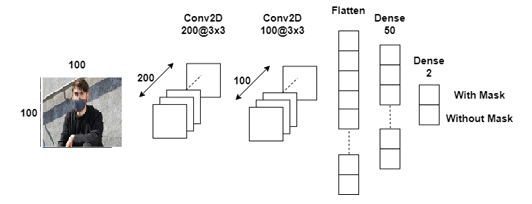 100
100
Conv2D
200@3x3
200
Conv2D
100@3x3
100
Flatten
Dense
50
Dense
2
With Mask
Without Mask